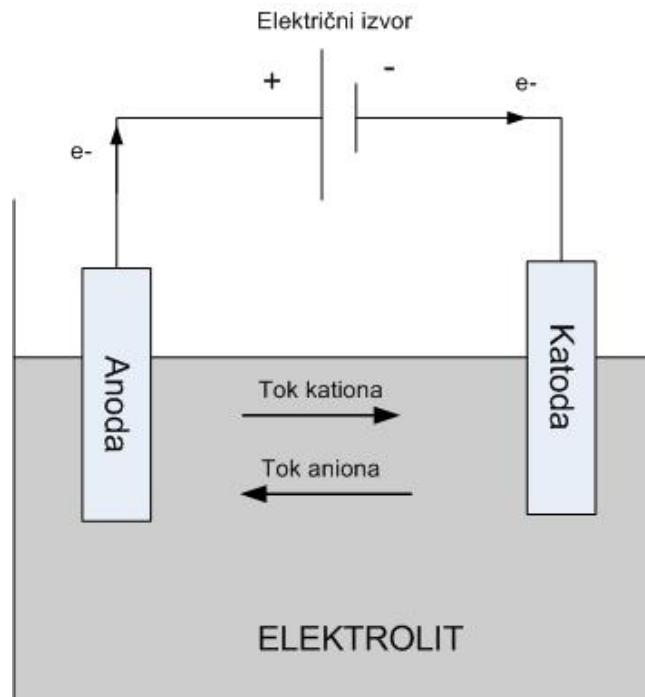 Električni izvor
+ -
e- e-
Anoda
Katoda
Tok kationa
Tok aniona
ELEKTROLIT